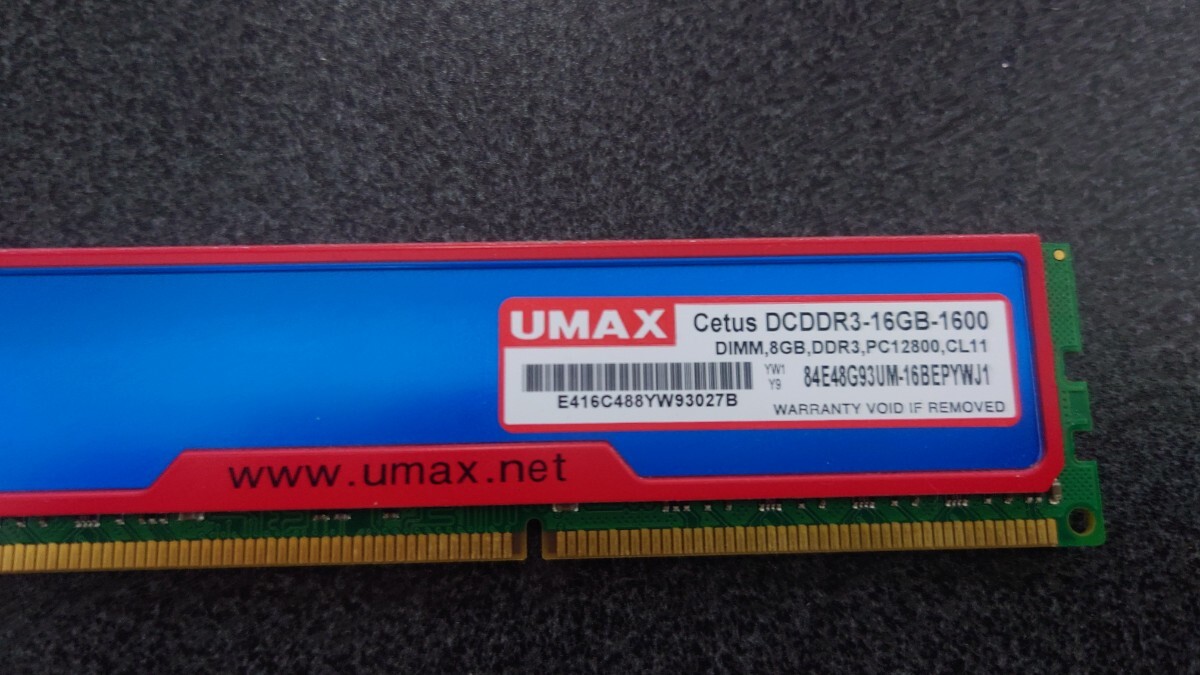 UMAX
Cetus DCDDR3-16GB-1600
DIMM,8GB,DDR3,PC12800,CL11
YW1
Y9
84E48G93UM-16BEPYWJ1
E416C488YW93027B
WARRANTY VOID IF REMOVED
www.umax.net